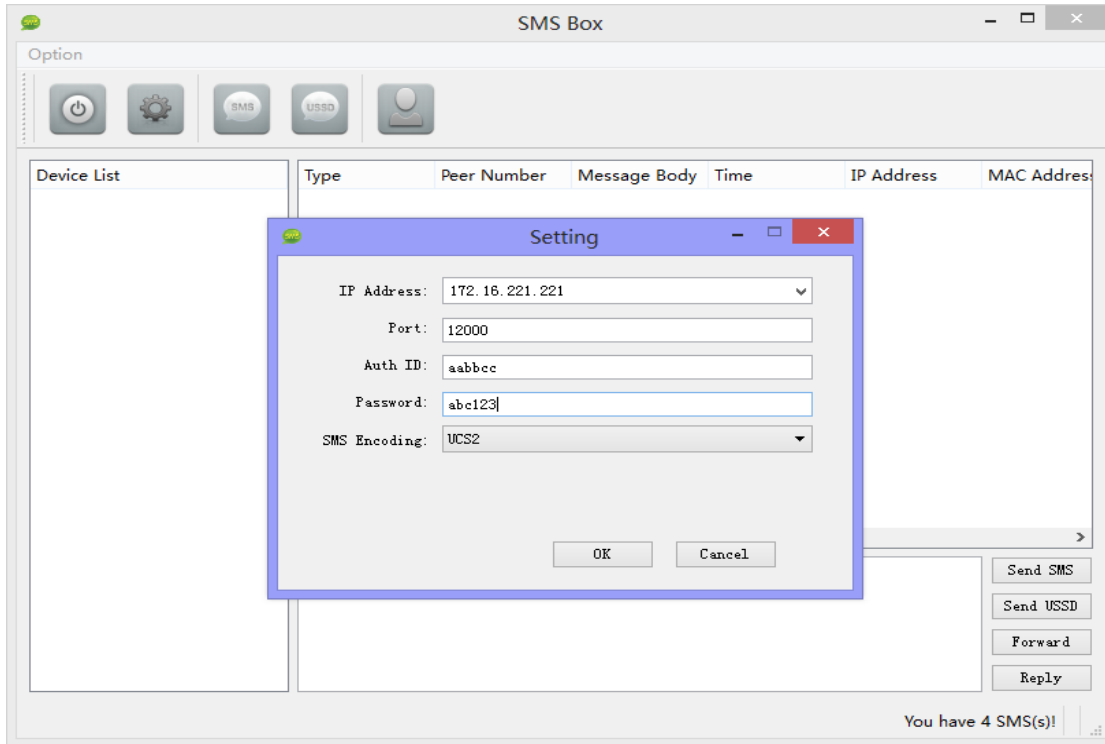 SMS Box
Option
SMS
USSD
Device List
Type Peer Number Message Body Time IP Address MAC Address
Setting
IP Address: 172.16.221.221
Port: 12000
Auth ID: aabbcc
Password: abc123
SMS Encoding: UCS2
OK Cancel
Send SMS
Send USSD
Forward
Reply
You have 4 SMS(s)!